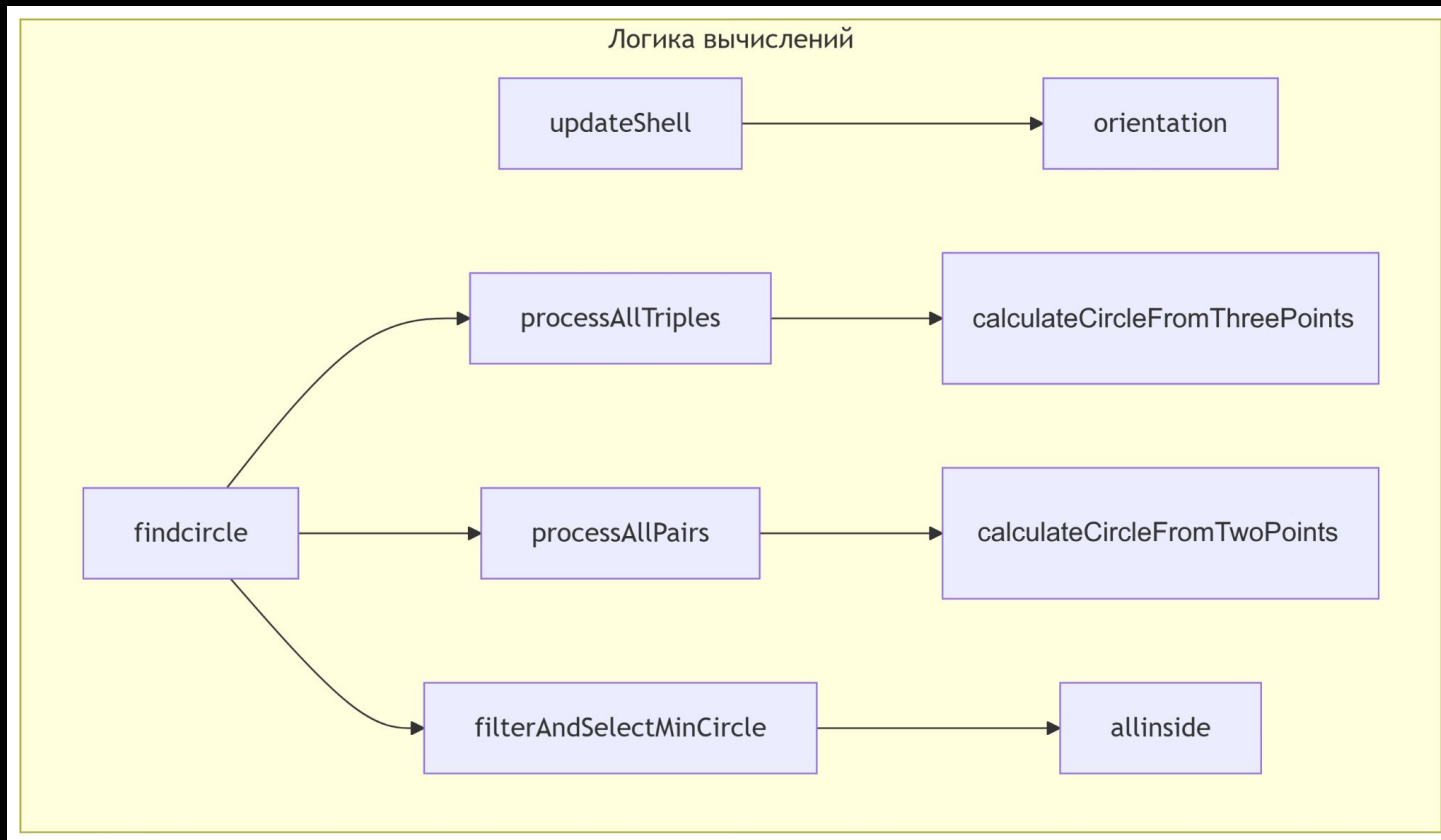 Логика вычислений
updateShell
orientation
processAllTriples
calculateCircleFromThreePoints
findcircle
processAllPairs
calculateCircleFromTwoPoints
filterAndSelectMinCircle
allinside